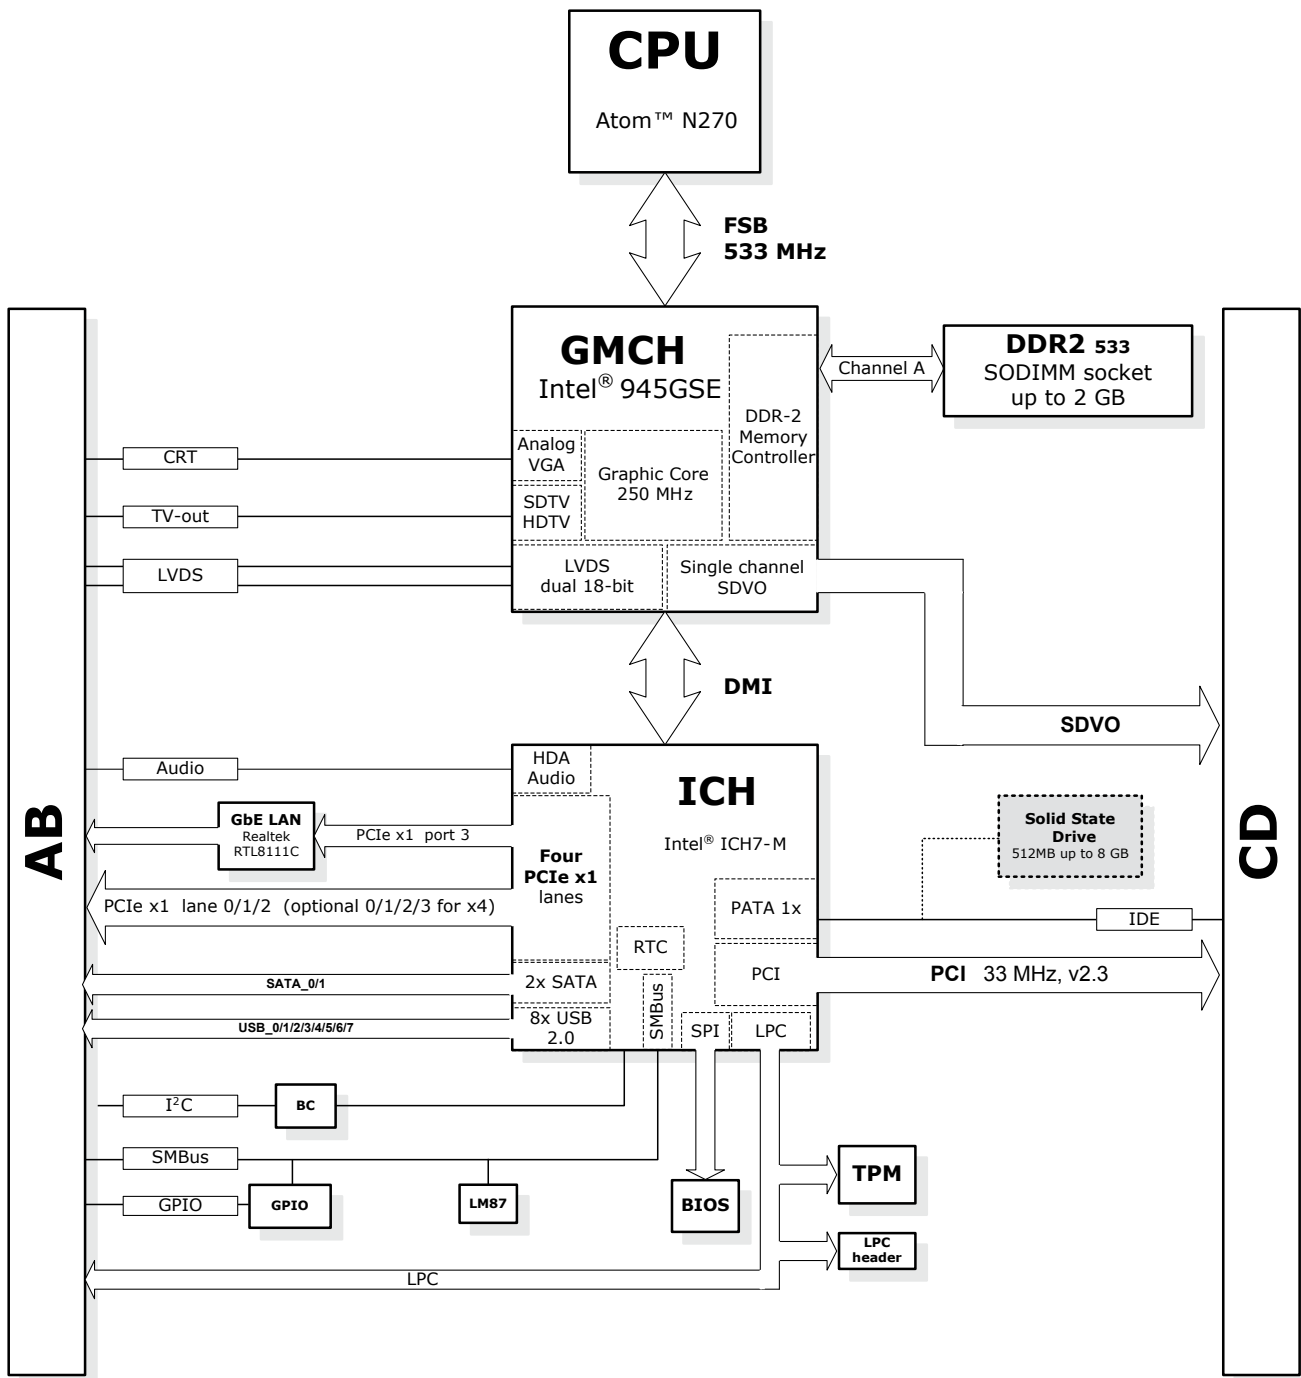 CPU
Atom™ N270
FSB
533 MHz
GMCH
Intel® 945GSE
DDR-2
Memory
Controller
Channel A
DDR2 533
SODIMM socket
up to 2 GB
Analog
VGA
Graphic Core
250 MHz
SDTV
HDTV
LVDS
dual 18-bit
Single channel
SDVO
CRT
TV-out
LVDS
DMI
SDVO
AB
CD
Audio
HDA
Audio
ICH
Intel® ICH7-M
GbE LAN
Realtek
RTL8111C
PCIe x1 port 3
Four
PCIe x1
lanes
Solid State
Drive
512MB up to 8 GB
PCIe x1 lane 0/1/2 (optional 0/1/2/3 for x4)
PATA 1x
IDE
RTC
PCI
PCI 33 MHz, v2.3
SATA_0/1
2x SATA
SMBus
USB_0/1/2/3/4/5/6/7
8x USB
2.0
SPI
LPC
I²C
BC
SMBus
GPIO
GPIO
LM87
BIOS
TPM
LPC
header
LPC